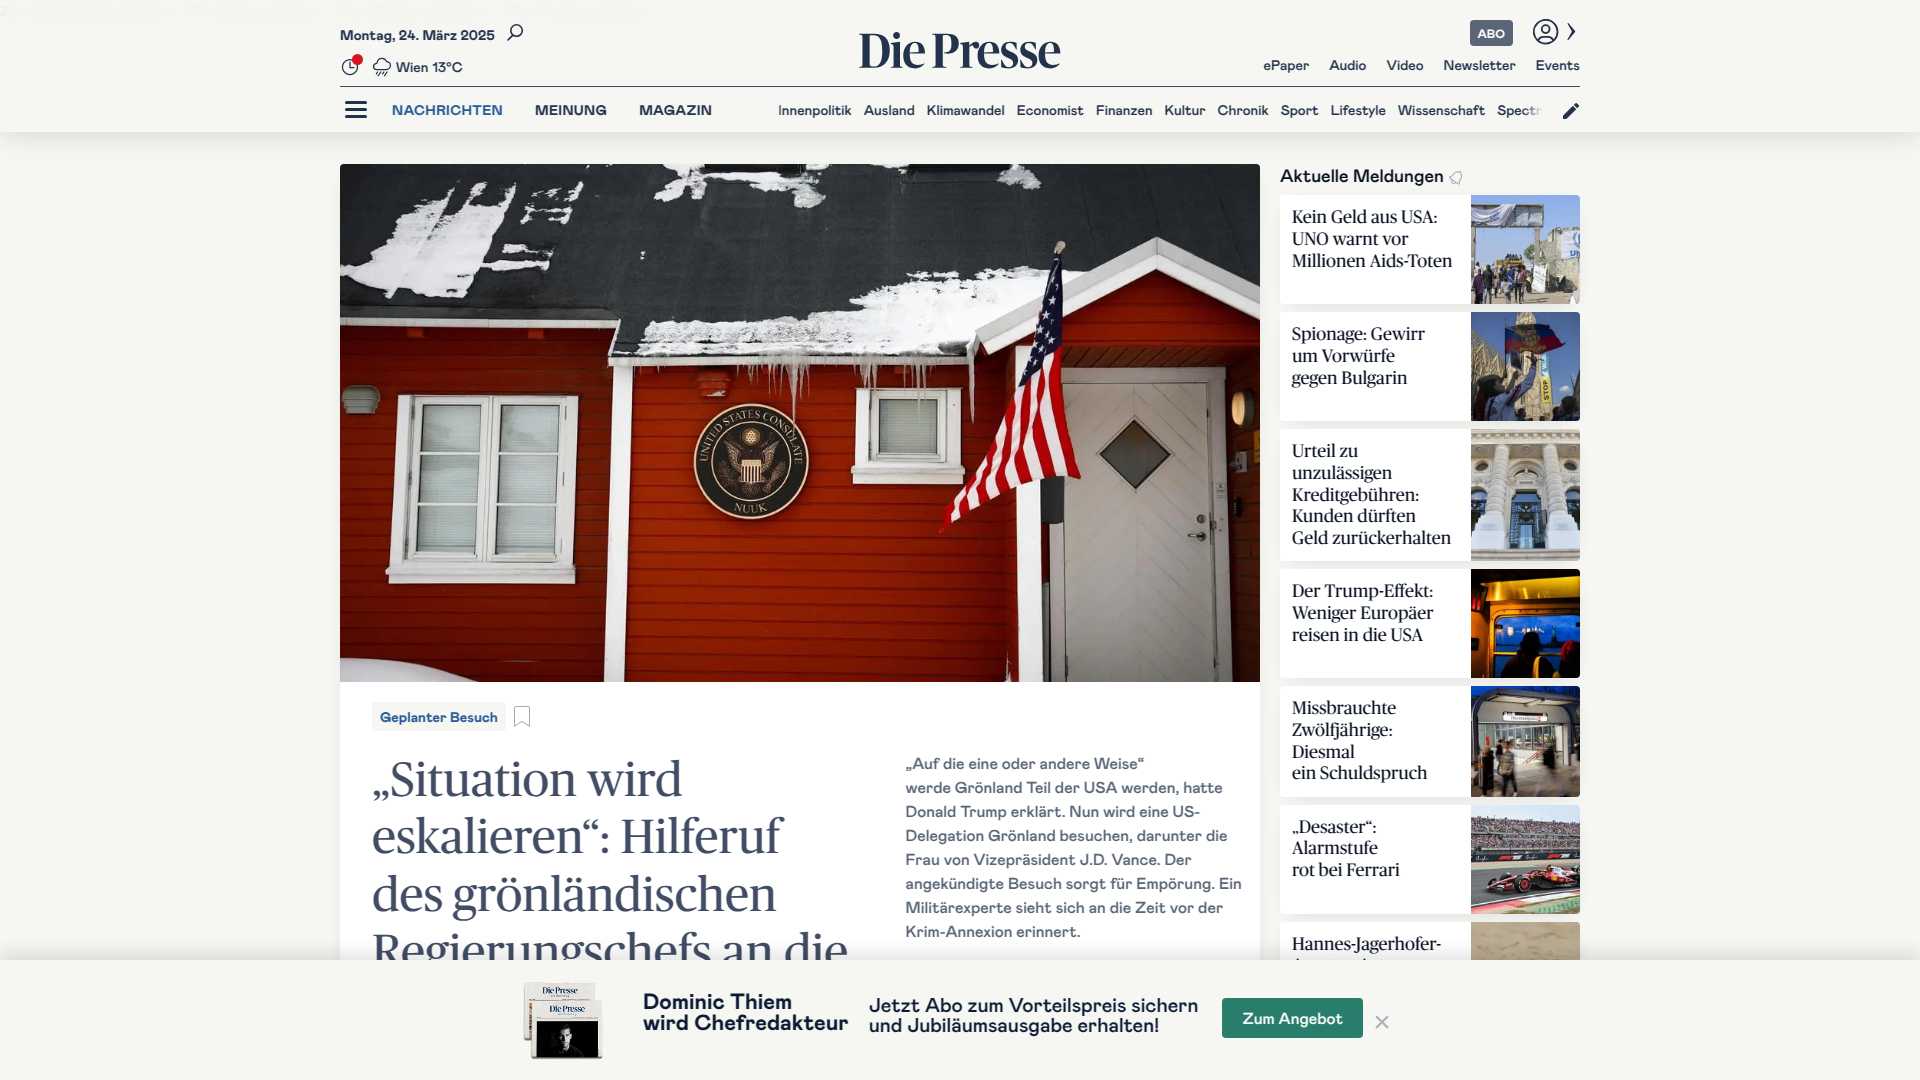 Montag, 24. März 2025
Wien 13°C
Die Presse
ABO
ePaper Audio Video Newsletter Events
NACHRICHTEN MEINUNG MAGAZIN
Innenpolitik Ausland Klimawandel Economist Finanzen Kultur Chronik Sport Lifestyle Wissenschaft
UNITED STATES CONSULATE
NUUK
Geplanter Besuch
„Situation wird
eskalieren“: Hilferuf
des grönländischen
Regierungschefs an die
„Auf die eine oder andere Weise“
werde Grönland Teil der USA werden, hatte
Donald Trump erklärt. Nun wird eine US-
Delegation Grönland besuchen, darunter die
Frau von Vizepräsident J.D. Vance. Der
angekündigte Besuch sorgt für Empörung. Ein
Militärexperte sieht sich an die Zeit vor der
Krim-Annexion erinnert.
Aktuelle Meldungen
Kein Geld aus USA:
UNO warnt vor
Millionen Aids-Toten
Spionage: Gewirr
um Vorwürfe
gegen Bulgarin
STOP
Urteil zu
unzulässigen
Kreditgebühren:
Kunden dürften
Geld zurückerhalten
Der Trump-Effekt:
Weniger Europäer
reisen in die USA
Missbrauchte
Zwölfjährige:
Diesmal
ein Schuldspruch
„Desaster“:
Alarmstufe
rot bei Ferrari
Hannes-Jagerhofer-
Die Presse
Die Presse
Dominic Thiem
wird Chefredakteur
Jetzt Abo zum Vorteilspreis sichern
und Jubiläumsausgabe erhalten!
Zum Angebot